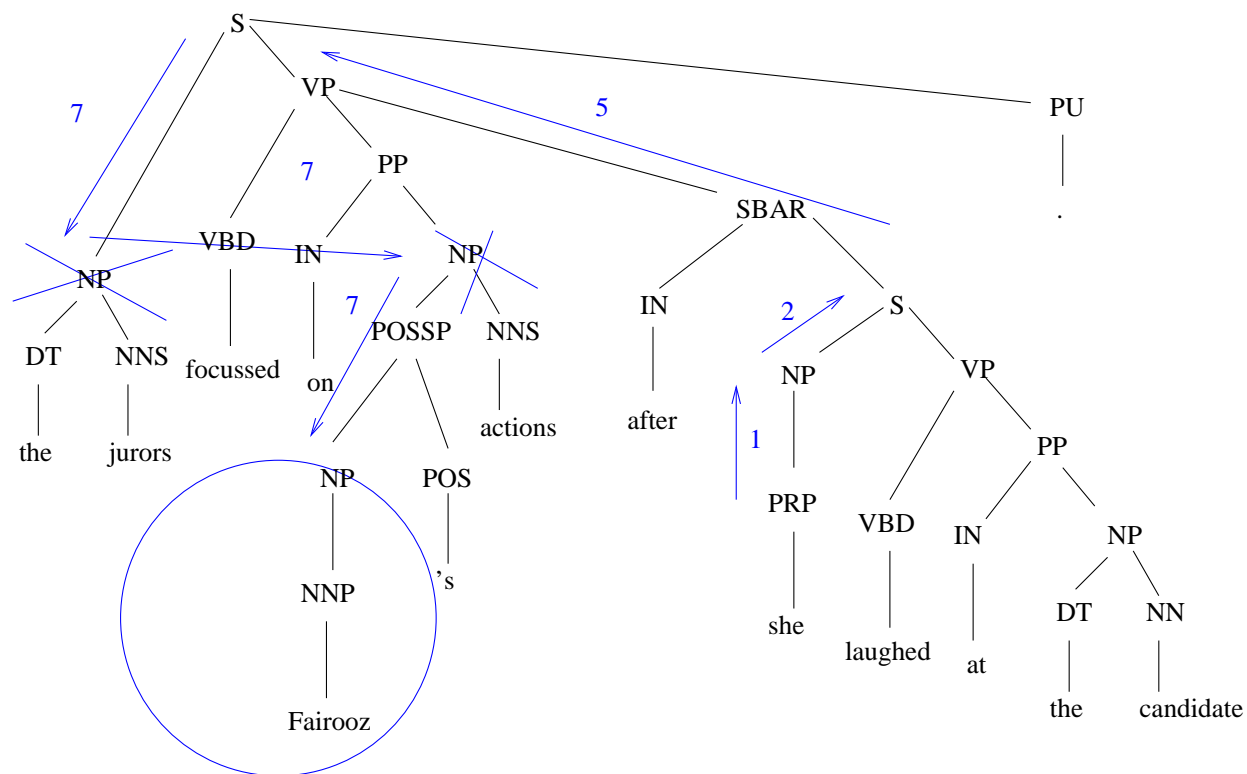 S
VP
7
5
PU
7
PP
SBAR
.
VBD
IN
NP
NP
IN
2
S
7
POSSP
NNS
DT
NNS
focussed
on
NP
VP
after
actions
1
the
jurors
PP
NP
POS
PRP
VBD
IN
NP
’s
NNP
DT
NN
she
laughed
at
Fairooz
the
candidate